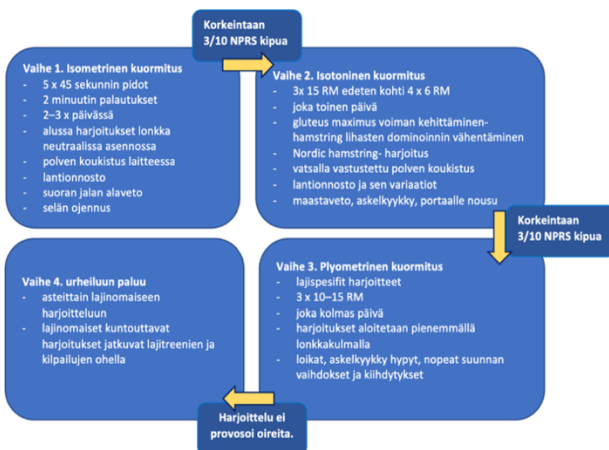 Korkeintaan
3/10 NPRS kipua
Vaihe 1. Isometrinen kuormitus
- 5 x 45 sekunnin pidot
- 2 minuutin palautukset
- 2–3 x päivässä
- alussa harjoitukset lonkka
neutraalissa asennossa
- polven koukistus laitteessa
- lantionnosto
- suoran jalan alaveto
- selän ojennus
Vaihe 2. Isotoninen kuormitus
- 3x 15 RM edeten kohti 4 x 6 RM
- joka toinen päivä
- gluteus maximus voiman kehittäminen-
hamstring lihasten dominoinnin vähentäminen
- Nordic hamstring- harjoitus
- vatsalla vastustettu polven koukistus
- lantionnosto ja sen variaatiot
- maastaveto, askelkyykky, portaalle nousu
Korkeintaan
3/10 NPRS kipua
Vaihe 3. Plyometrinen kuormitus
- lajispesifit harjoitteet
- 3 x 10–15 RM
- joka kolmas päivä
- harjoitukset aloitetaan pienemmällä
lonkkakulmalla
- loikat, askelkyykky hypyt, nopeat suunnan
vaihdokset ja kiihdytykset
Harjoittelu ei
provosoi oireita.
Vaihe 4. urheiluun paluu
- asteittain lajinomaiseen
harjoitteluun
- lajinomaiset kuntouttavat
harjoitukset jatkuvat lajitreenien ja
kilpailujen ohella